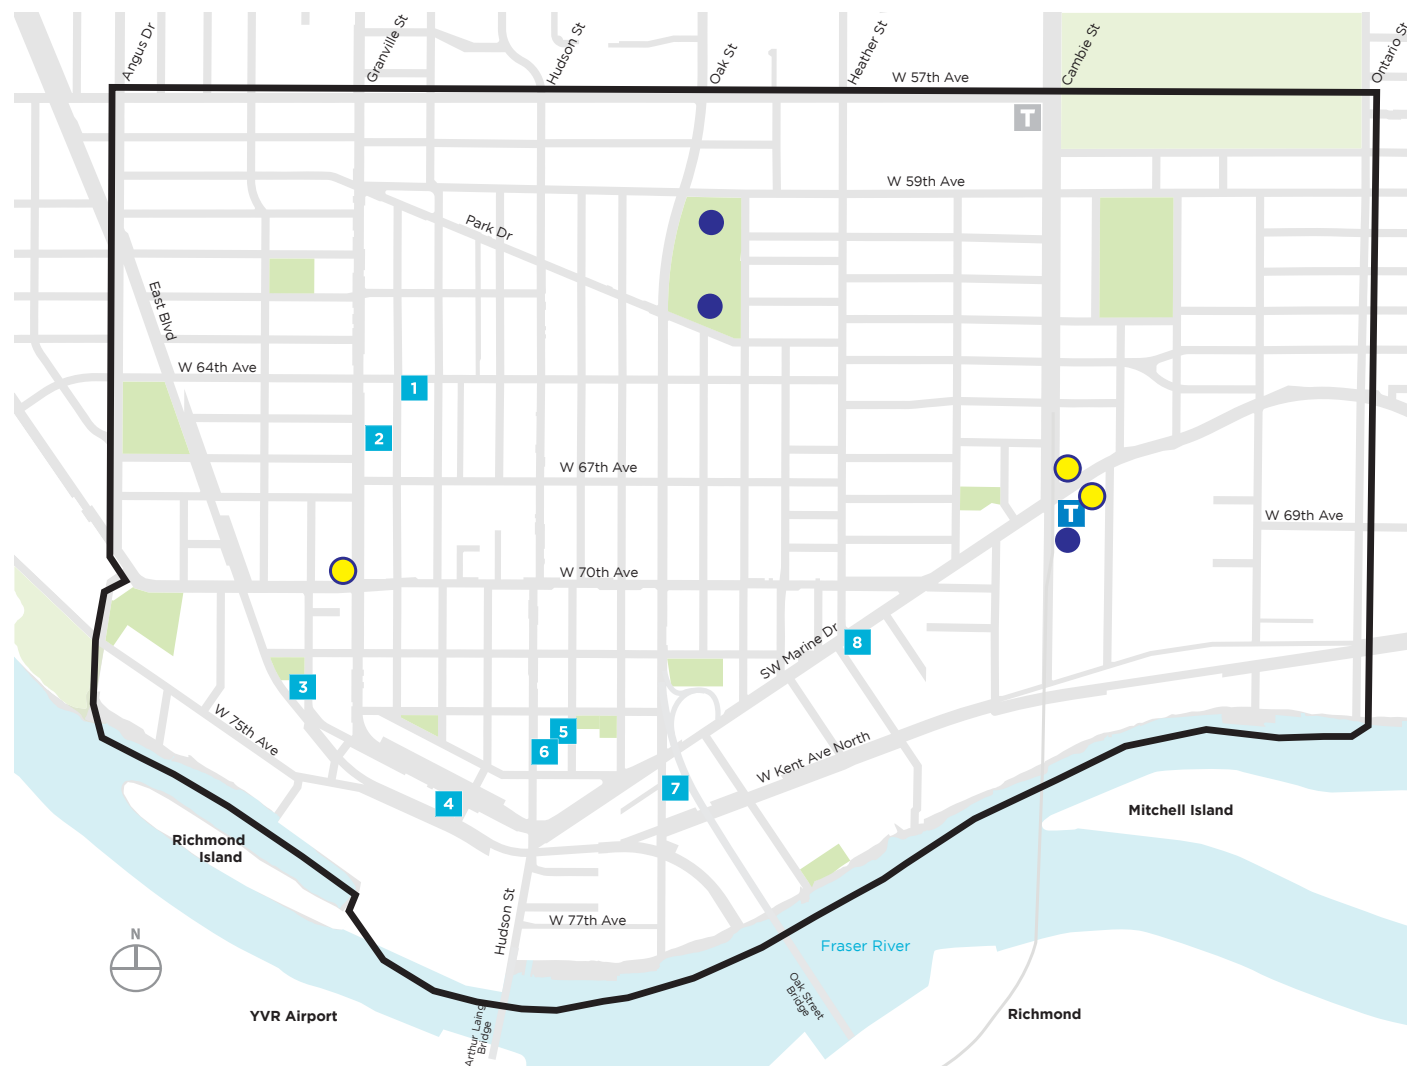 Angus Dr
Granville St
Hudson St
Oak St
Heather St
W 57th Ave
Cambie St
Ontario St
T
W 59th Ave
Park Dr
East Blvd
W 64th Ave
1
2
W 67th Ave
T
W 69th Ave
W 70th Ave
SW Marine Dr
8
3
W 75th Ave
5
6
W Kent Ave North
7
4
Mitchell Island
Richmond
Island
Hudson St
W 77th Ave
N
Fraser River
Oak Street
Bridge
YVR Airport
Arthur Laing
Bridge
Richmond